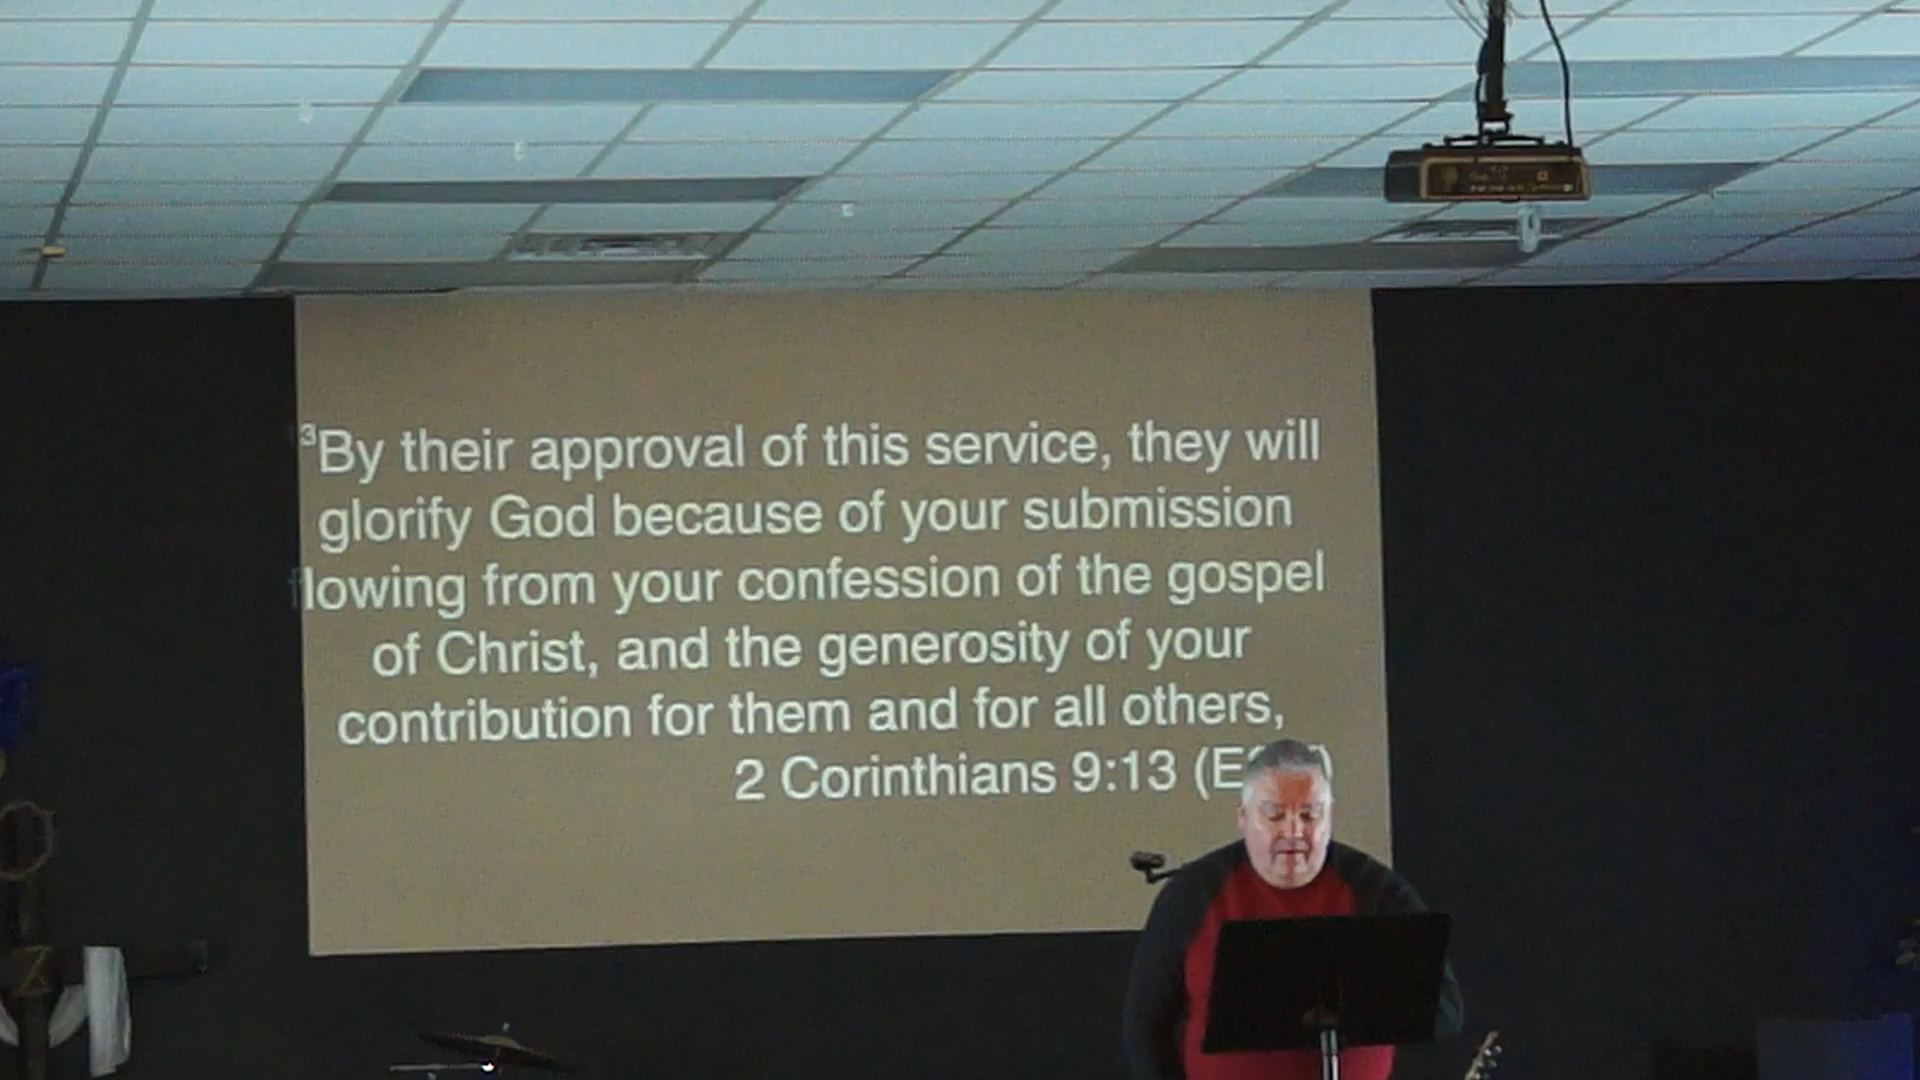 ³By their approval of this service, they will
glorify God because of your submission
flowing from your confession of the gospel
of Christ, and the generosity of your
contribution for them and for all others,
2 Corinthians 9:13